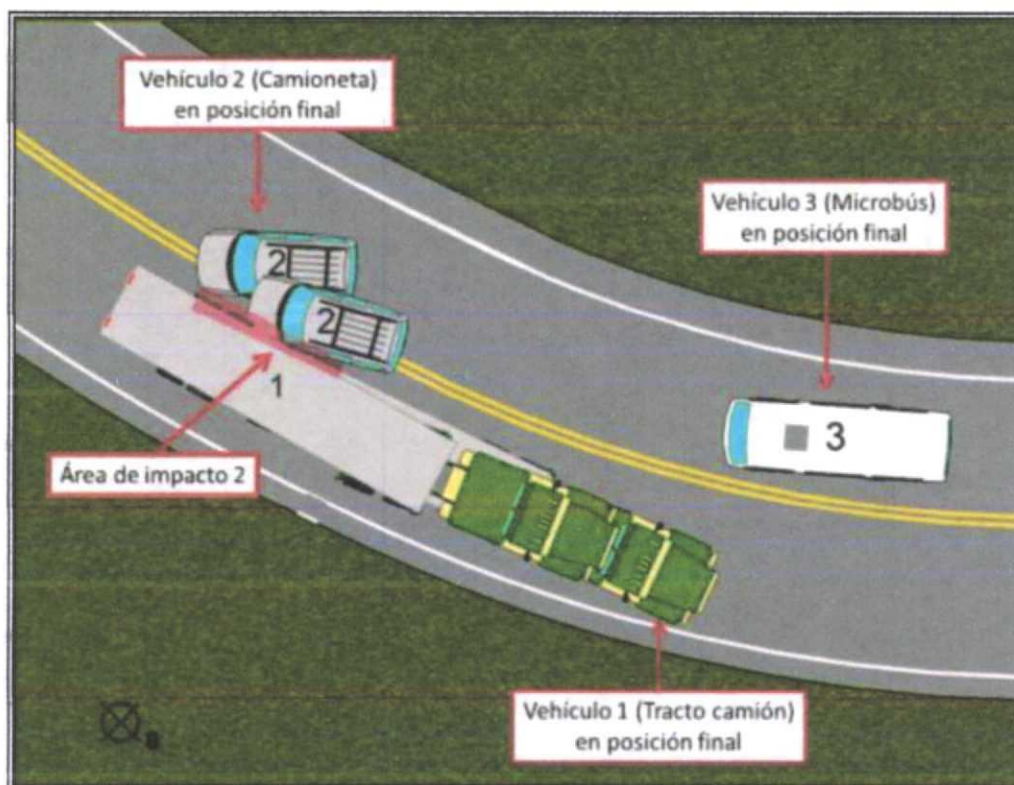 Vehículo 2 (Camioneta)
en posición final
Vehículo 3 (Microbús)
en posición final
2
2
1
3
Área de impacto 2
Vehículo 1 (Tracto camión)
en posición final